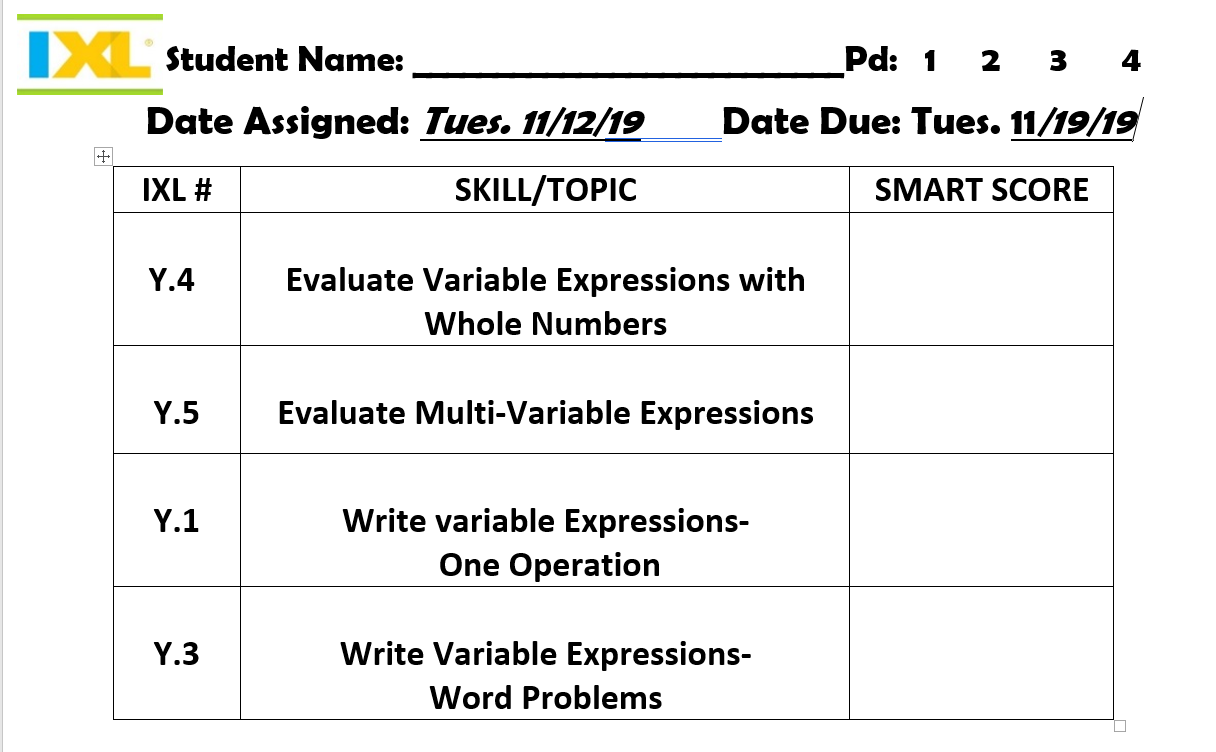 IXL® Student Name: __________________________Pd: 1 2 3 4
Date Assigned: Tues. 11/12/19 Date Due: Tues. 11/19/19
IXL # SKILL/TOPIC SMART SCORE
Y.4 Evaluate Variable Expressions with
Whole Numbers
Y.5 Evaluate Multi-Variable Expressions
Y.1 Write variable Expressions-
One Operation
Y.3 Write Variable Expressions-
Word Problems